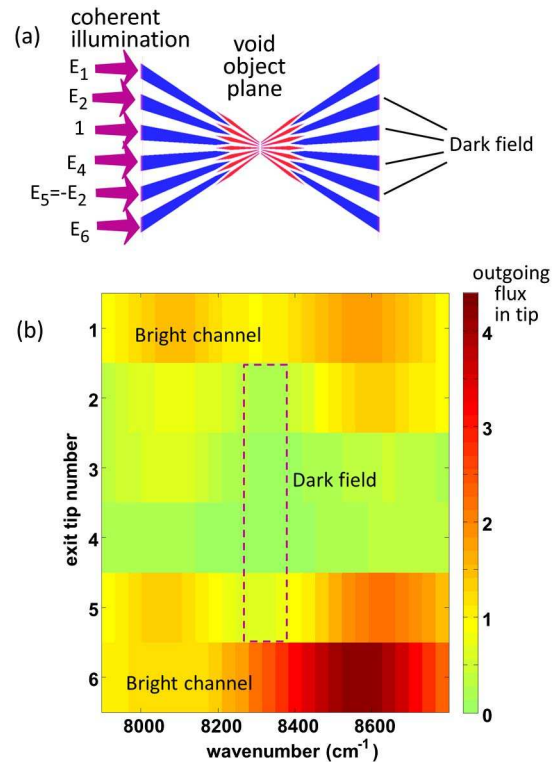 (a)
coherent
illumination
void
object
plane
E1
E2
1
E4
E5=-E2
E6
Dark field
(b)
outgoing
flux
in tip
Bright channel
Dark field
Bright channel
exit tip number
1
2
3
4
5
6
8000
8200
8400
8600
wavenumber (cm-1)
4
3
2
1
0